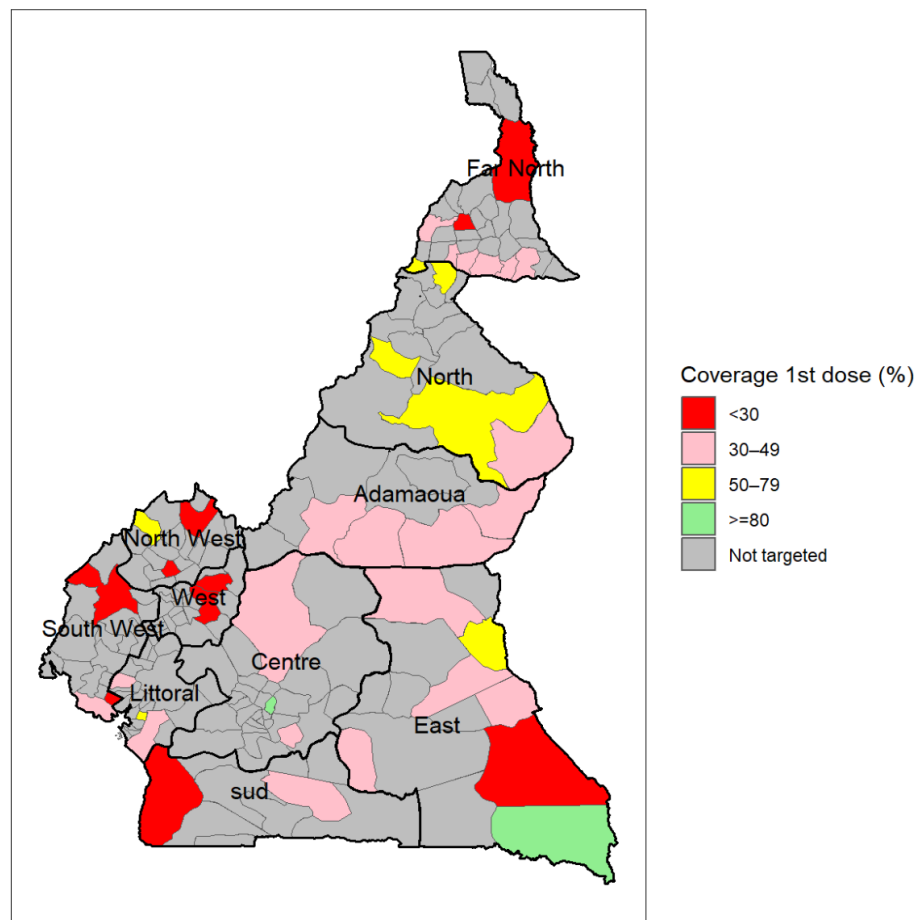 Far North
North
Adamaoua
North West
West
South West
Centre
Littoral
East
sud
Coverage 1st dose (%)
<30
30–49
50–79
>=80
Not targeted